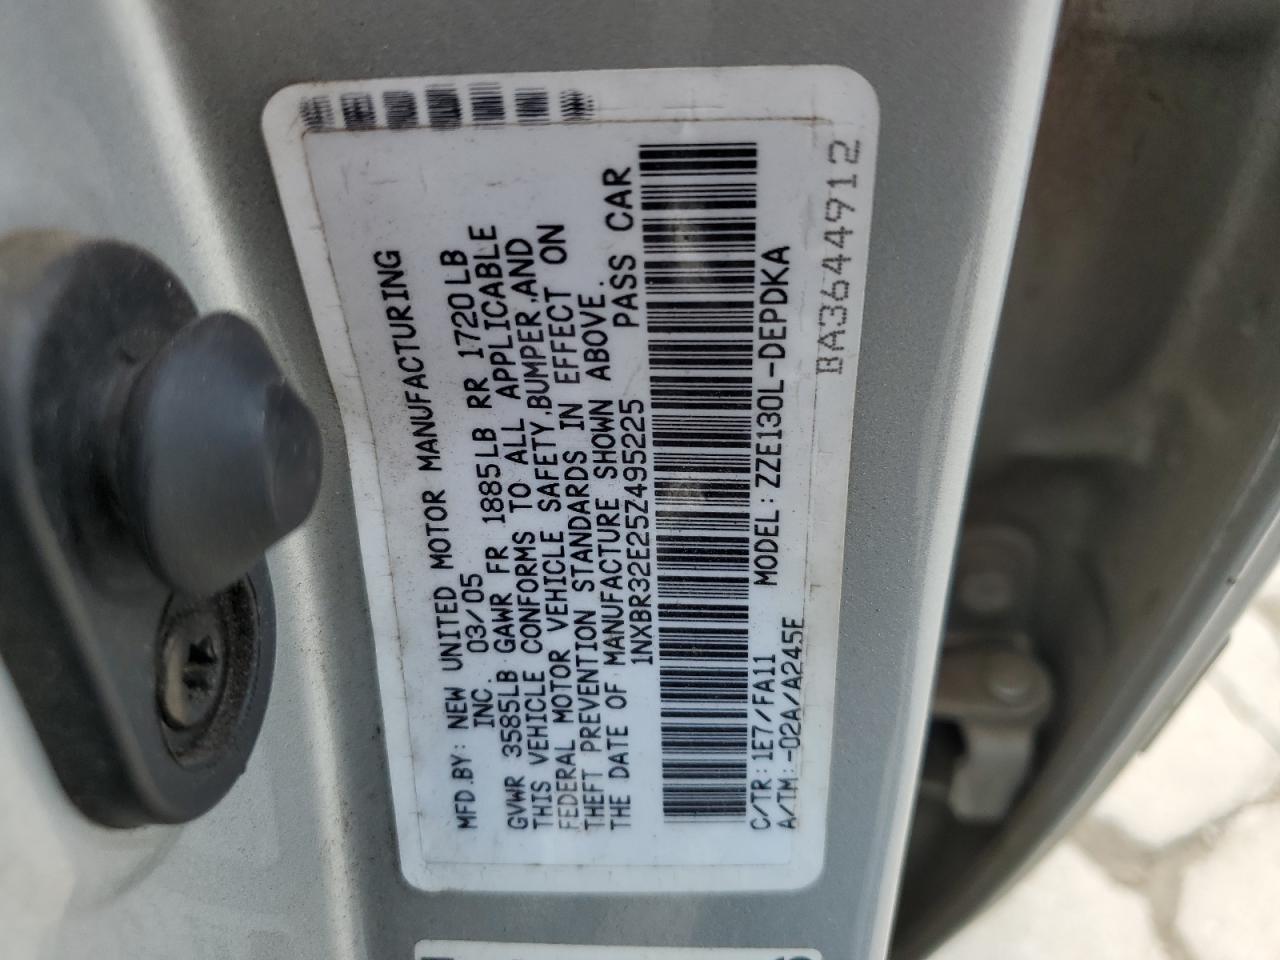 MFD.BY: NEW UNITED MOTOR MANUFACTURING
INC. 03/05
GVWR 3585LB GAWR FR 1885LB RR 1720LB
THIS VEHICLE CONFORMS TO ALL APPLICABLE
FEDERAL MOTOR VEHICLE SAFETY,BUMPER,AND
THEFT PREVENTION STANDARDS IN EFFECT ON
THE DATE OF MANUFACTURE SHOWN ABOVE.
1NXBR32E25Z495225 PASS CAR
C/TR:1E7/FA11 MODEL:ZZE130L-DEPDKA
A/TM:-02A/A245E
BA3644912